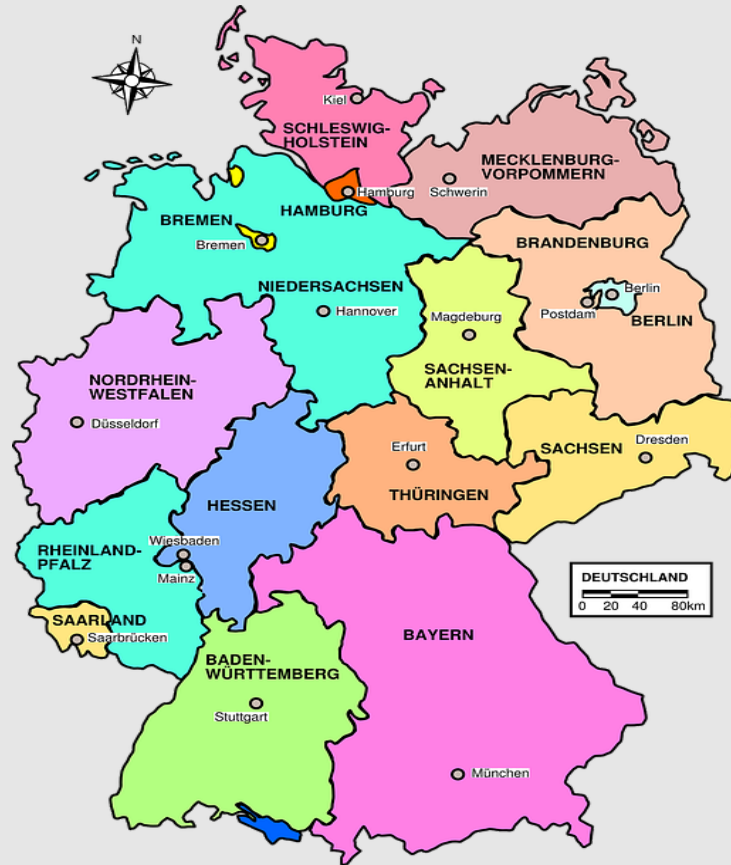 N
Kiel
SCHLESWIG-
HOLSTEIN
MECKLENBURG-
VORPOMMERN
Hamburg
Schwerin
HAMBURG
BREMEN
Bremen
BRANDENBURG
NIEDERSACHSEN
Hannover
Berlin
Postdam
BERLIN
Magdeburg
SACHSEN-
ANHALT
NORDRHEIN-
WESTFALEN
Düsseldorf
Erfurt
THÜRINGEN
SACHSEN
Dresden
HESSEN
Wiesbaden
Mainz
RHEINLAND-
PFALZ
SAARLAND
Saarbrücken
DEUTSCHLAND
0 20 40 80km
BAYERN
BADEN-
WÜRTTEMBERG
Stuttgart
München